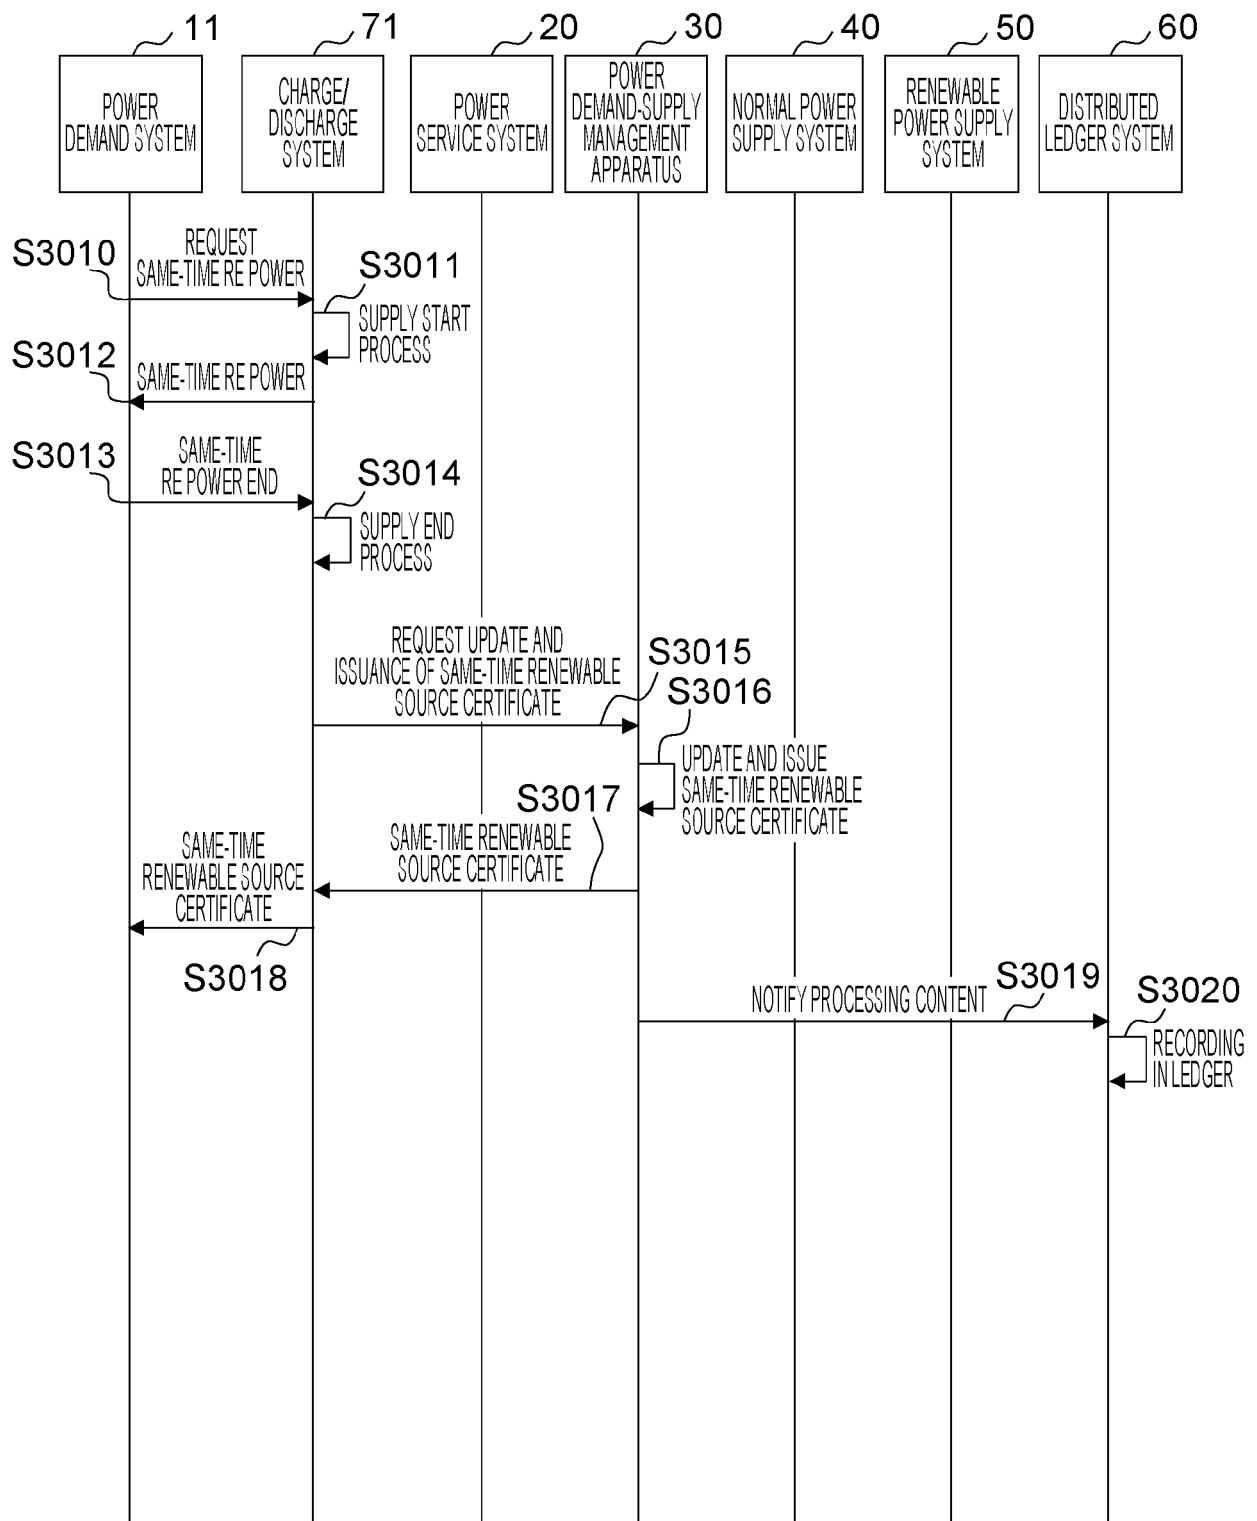 11
71
20
30
40
50
60
POWER
DEMAND SYSTEM
CHARGE/
DISCHARGE
SYSTEM
POWER
SERVICE SYSTEM
POWER
DEMAND-SUPPLY
MANAGEMENT
APPARATUS
NORMAL POWER
SUPPLY SYSTEM
RENEWABLE
POWER SUPPLY
SYSTEM
DISTRIBUTED
LEDGER SYSTEM
S3010
REQUEST
SAME-TIME RE POWER
S3011
SUPPLY START
PROCESS
S3012
SAME-TIME RE POWER
S3013
SAME-TIME
RE POWER END
S3014
SUPPLY END
PROCESS
REQUEST UPDATE AND
ISSUANCE OF SAME-TIME RENEWABLE
SOURCE CERTIFICATE
S3015
S3016
UPDATE AND ISSUE
SAME-TIME RENEWABLE
SOURCE CERTIFICATE
S3017
SAME-TIME RENEWABLE
SOURCE CERTIFICATE
SAME-TIME
RENEWABLE SOURCE
CERTIFICATE
S3018
NOTIFY PROCESSING CONTENT
S3019
S3020
RECORDING
IN LEDGER